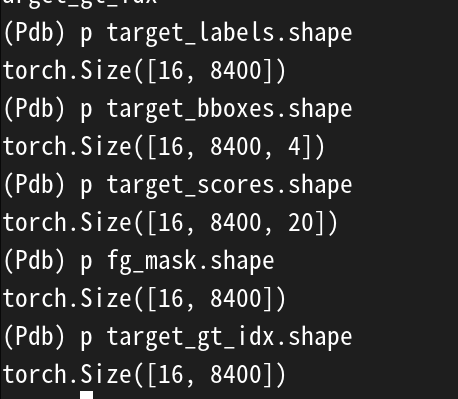 (Pdb) p target_labels.shape
torch.Size([16, 8400])
(Pdb) p target_bboxes.shape
torch.Size([16, 8400, 4])
(Pdb) p target_scores.shape
torch.Size([16, 8400, 20])
(Pdb) p fg_mask.shape
torch.Size([16, 8400])
(Pdb) p target_gt_idx.shape
torch.Size([16, 8400])